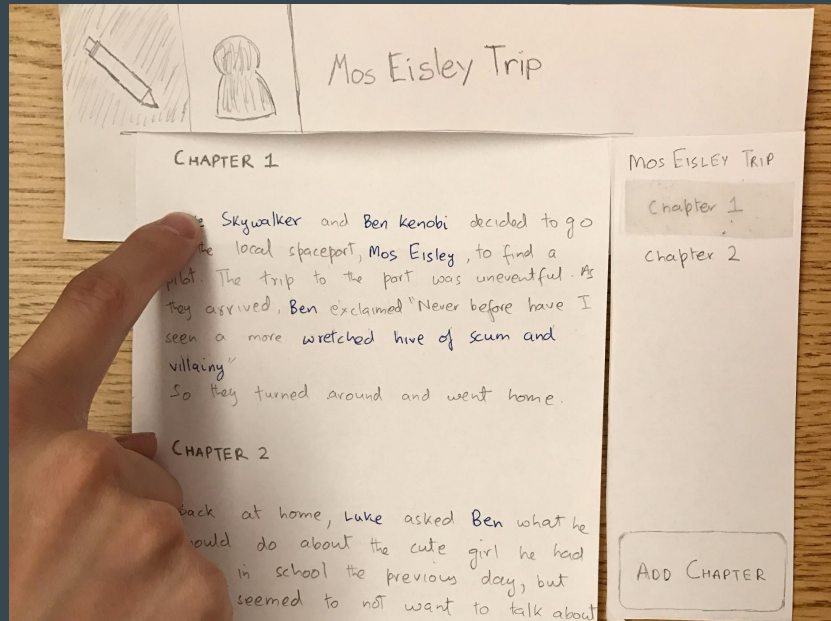 Mos Eisley Trip
CHAPTER 1
Skywalker and Ben Kenobi decided to go
the local spaceport, Mos Eisley, to find a
pilot. The trip to the port was uneventful. As
they arrived, Ben exclaimed "Never before have I
seen a more wretched hive of scum and
villainy"
So they turned around and went home.
CHAPTER 2
Back at home, Luke asked Ben what he
do about the cute girl he had
in school the previous day, but
seemed to not want to talk about
MOS EISLEY TRIP
Chapter 1
Chapter 2
ADD CHAPTER